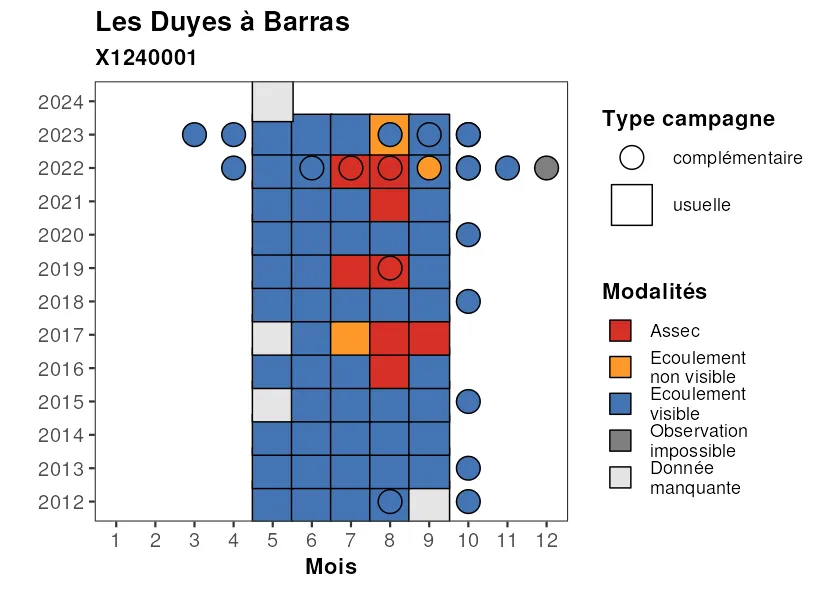 Les Duyes à Barras
X1240001
2024
2023
2022
2021
2020
2019
2018
2017
2016
2015
2014
2013
2012
1 2 3 4 5 6 7 8 9 10 11 12
Mois
Type campagne
complémentaire
usuelle
Modalités
Assec
Ecoulement
non visible
Ecoulement
visible
Observation
impossible
Donnée
manquante